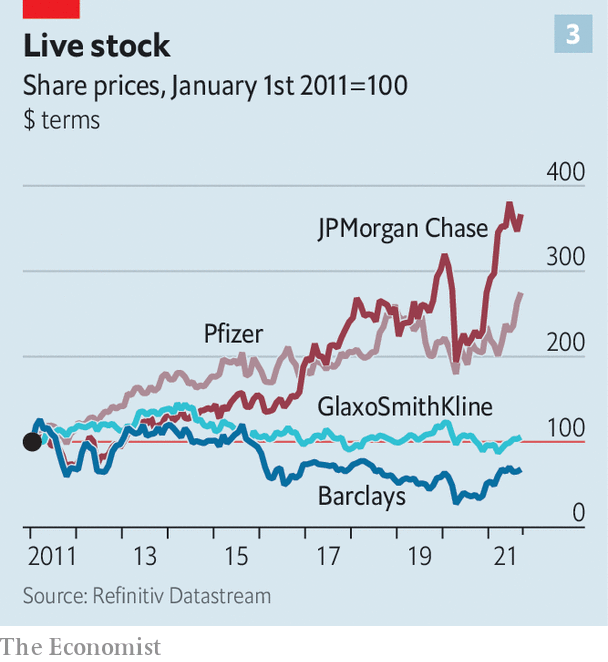 3
Live stock
Share prices, January 1st 2011=100
$ terms
400
JPMorgan Chase
300
Pfizer
200
GlaxoSmithKline
100
Barclays
0
2011 13 15 17 19 21
Source: Refinitiv Datastream
The Economist